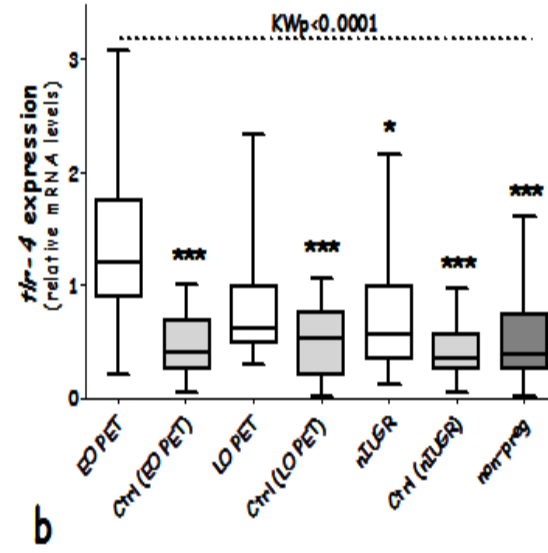 KWp<0.0001
tlr-4 expression
(relative mRNA levels)
3
2
1
0
*
***
***
***
***
EO PET
Ctrl (EO PET)
LO PET
Ctrl (LO PET)
nIUGR
Ctrl (nIUGR)
non-preg
b